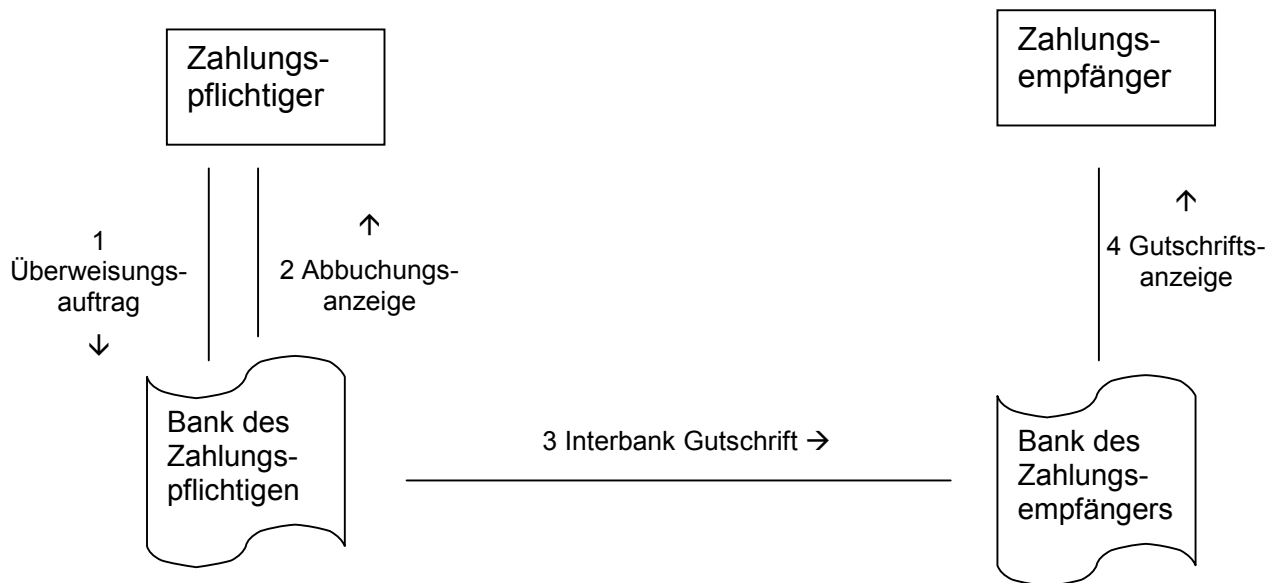 Zahlungs-
pflichtiger
Zahlungs-
empfänger
1
Überweisungs-
auftrag
↓
↑
2 Abbuchungs-
anzeige
↑
4 Gutschrifts-
anzeige
Bank des
Zahlungs-
pflichtigen
3 Interbank Gutschrift →
Bank des
Zahlungs-
empfängers